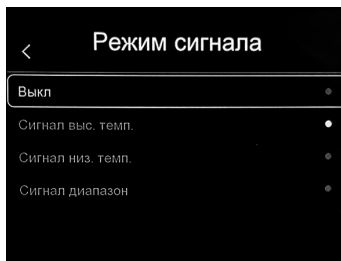 Режим сигнала
Выкл
Сигнал выс. темп.
Сигнал низ. темп.
Сигнал диапазон